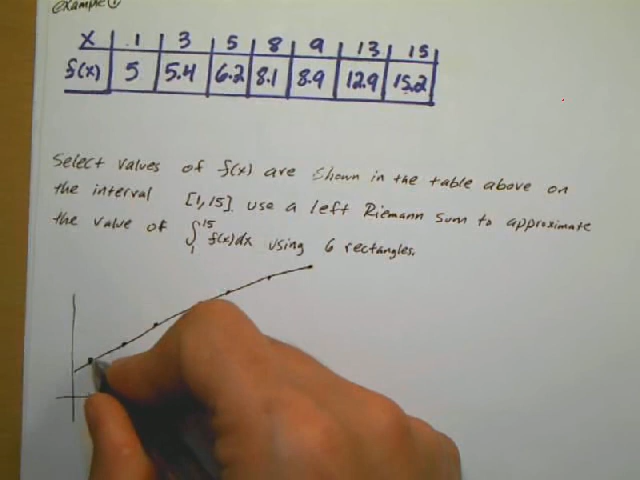 example 1
x .1 3 5 8 9 13 15
f(x) 5 5.4 6.2 8.1 8.9 12.9 15.2
Select values of f(x) are shown in the table above on
the interval [1,15]. use a left Riemann sum to approximate
the value of ∫₁¹⁵ f(x)dx using 6 rectangles.